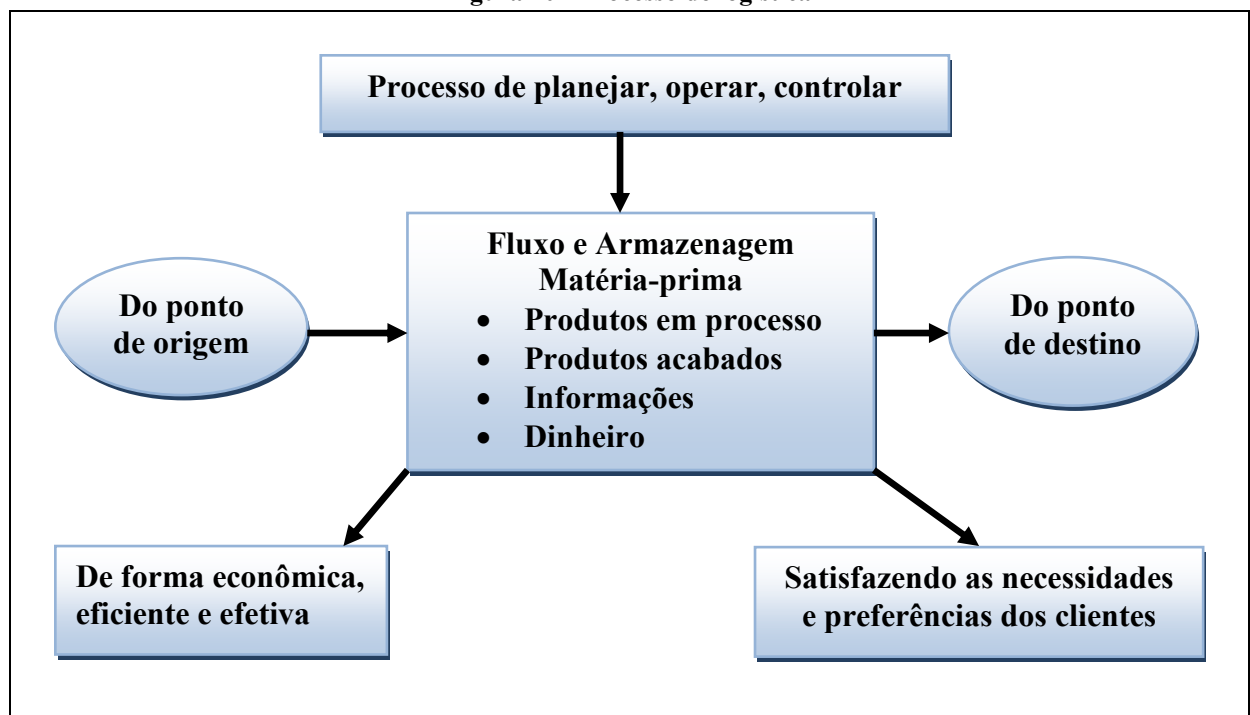 Processo de planejar, operar, controlar
Fluxo e Armazenagem
Matéria-prima
• Produtos em processo
• Produtos acabados
• Informações
• Dinheiro
Do ponto
de origem
Do ponto
de destino
De forma econômica,
eficiente e efetiva
Satisfazendo as necessidades
e preferências dos clientes